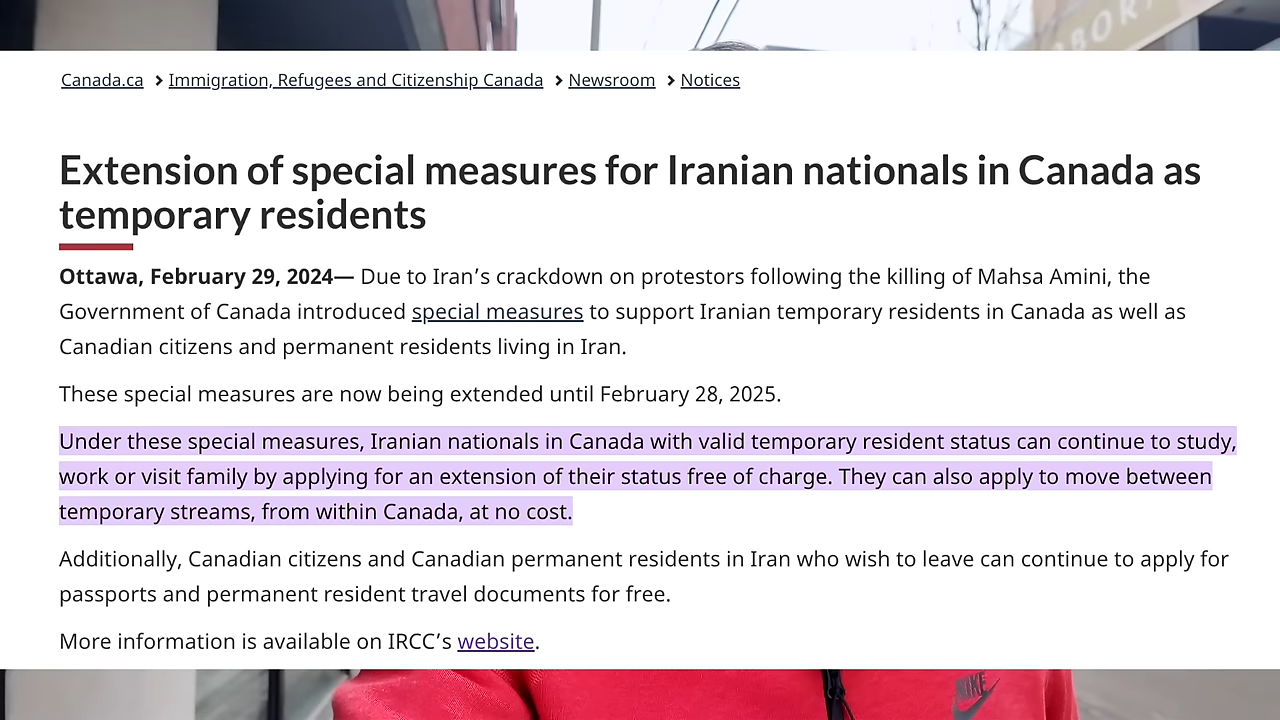 Canada.ca > Immigration, Refugees and Citizenship Canada > Newsroom > Notices
Extension of special measures for Iranian nationals in Canada as
temporary residents
Ottawa, February 29, 2024— Due to Iran’s crackdown on protestors following the killing of Mahsa Amini, the
Government of Canada introduced special measures to support Iranian temporary residents in Canada as well as
Canadian citizens and permanent residents living in Iran.
These special measures are now being extended until February 28, 2025.
Under these special measures, Iranian nationals in Canada with valid temporary resident status can continue to study,
work or visit family by applying for an extension of their status free of charge. They can also apply to move between
temporary streams, from within Canada, at no cost.
Additionally, Canadian citizens and Canadian permanent residents in Iran who wish to leave can continue to apply for
passports and permanent resident travel documents for free.
More information is available on IRCC’s website.
NIKE